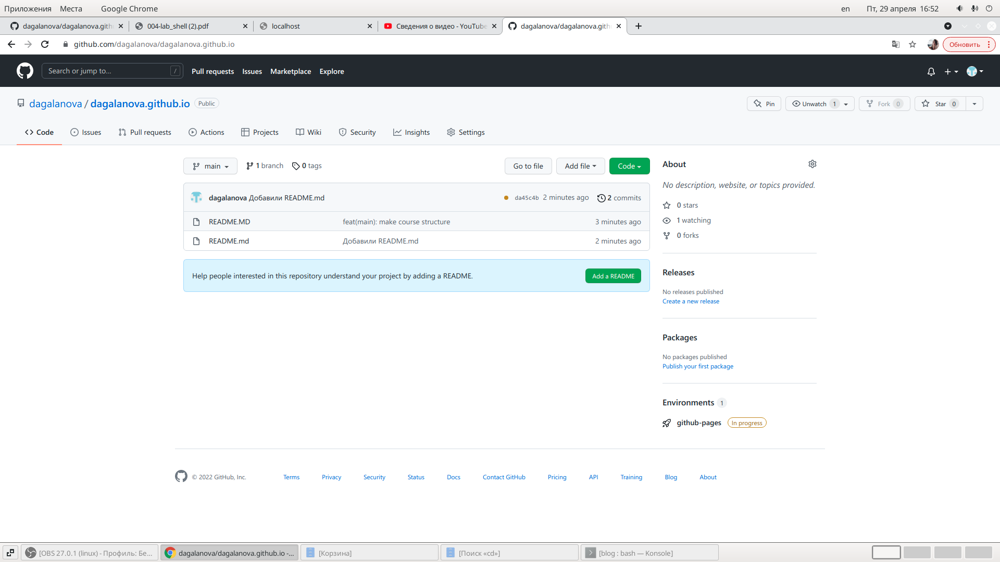 Приложения Места Google Chrome en Пт, 29 апреля 16:52
dagalanova/dagalanova.gith 004-lab_shell (2).pdf localhost Сведения о видео - YouTube dagalanova/dagalanova.gith
github.com/dagalanova/dagalanova.github.io Обновить
Search or jump to... / Pull requests Issues Marketplace Explore
dagalanova / dagalanova.github.io Public Pin Unwatch 1 Fork 0 Star 0
Code Issues Pull requests Actions Projects Wiki Security Insights Settings
main 1 branch 0 tags Go to file Add file Code
dagalanova Добавили README.md da45c4b 2 minutes ago 2 commits
README.MD feat(main): make course structure 3 minutes ago
README.md Добавили README.md 2 minutes ago
Help people interested in this repository understand your project by adding a README. Add a README
About
No description, website, or topics provided.
0 stars
1 watching
0 forks
Releases
No releases published
Create a new release
Packages
No packages published
Publish your first package
Environments 1
github-pages In progress
© 2022 GitHub, Inc. Terms Privacy Security Status Docs Contact GitHub Pricing API Training Blog About
[OBS 27.0.1 (linux) - Профиль: Бе... dagalanova/dagalanova.github.io -... [Корзина] [Поиск «cd»] [blog : bash — Konsole]